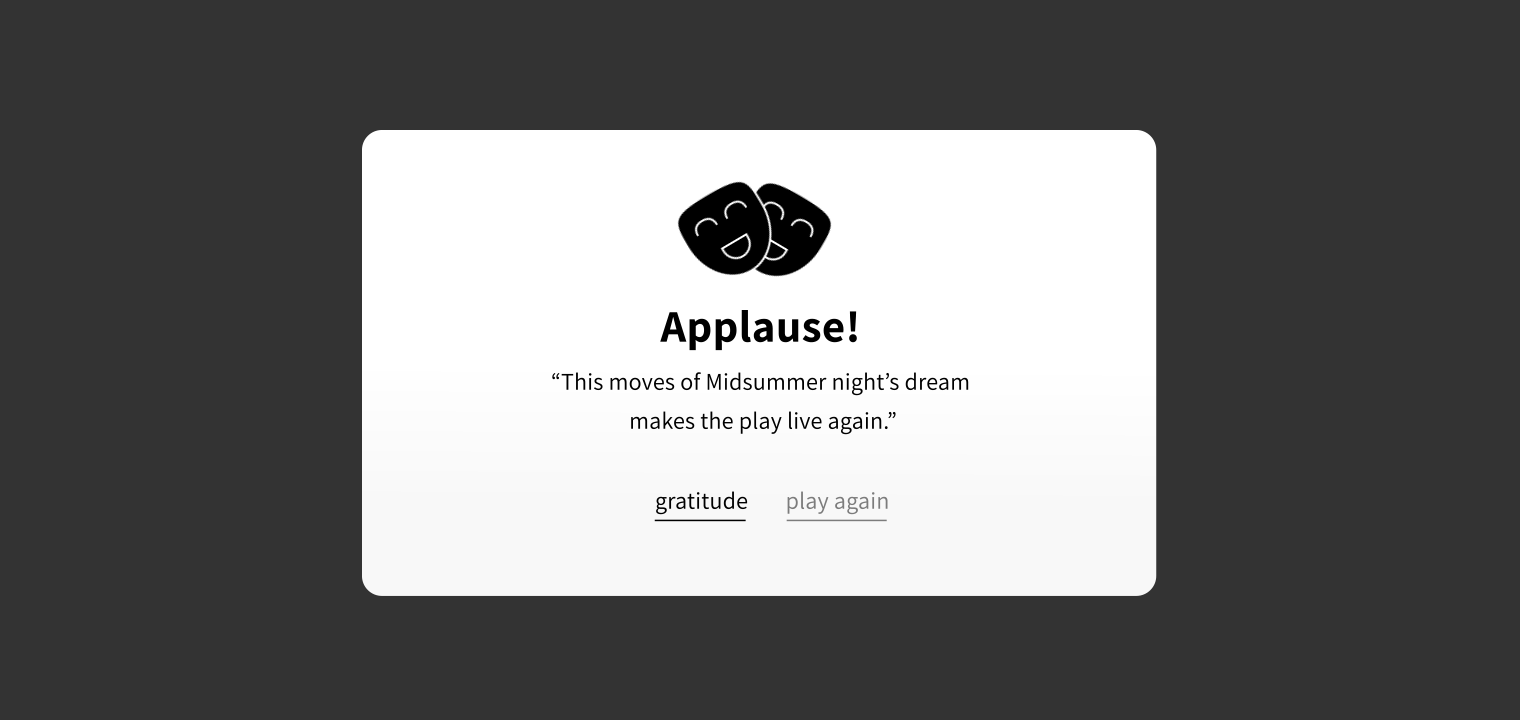 Applause!
“This moves of Midsummer night’s dream
makes the play live again.”
gratitude play again